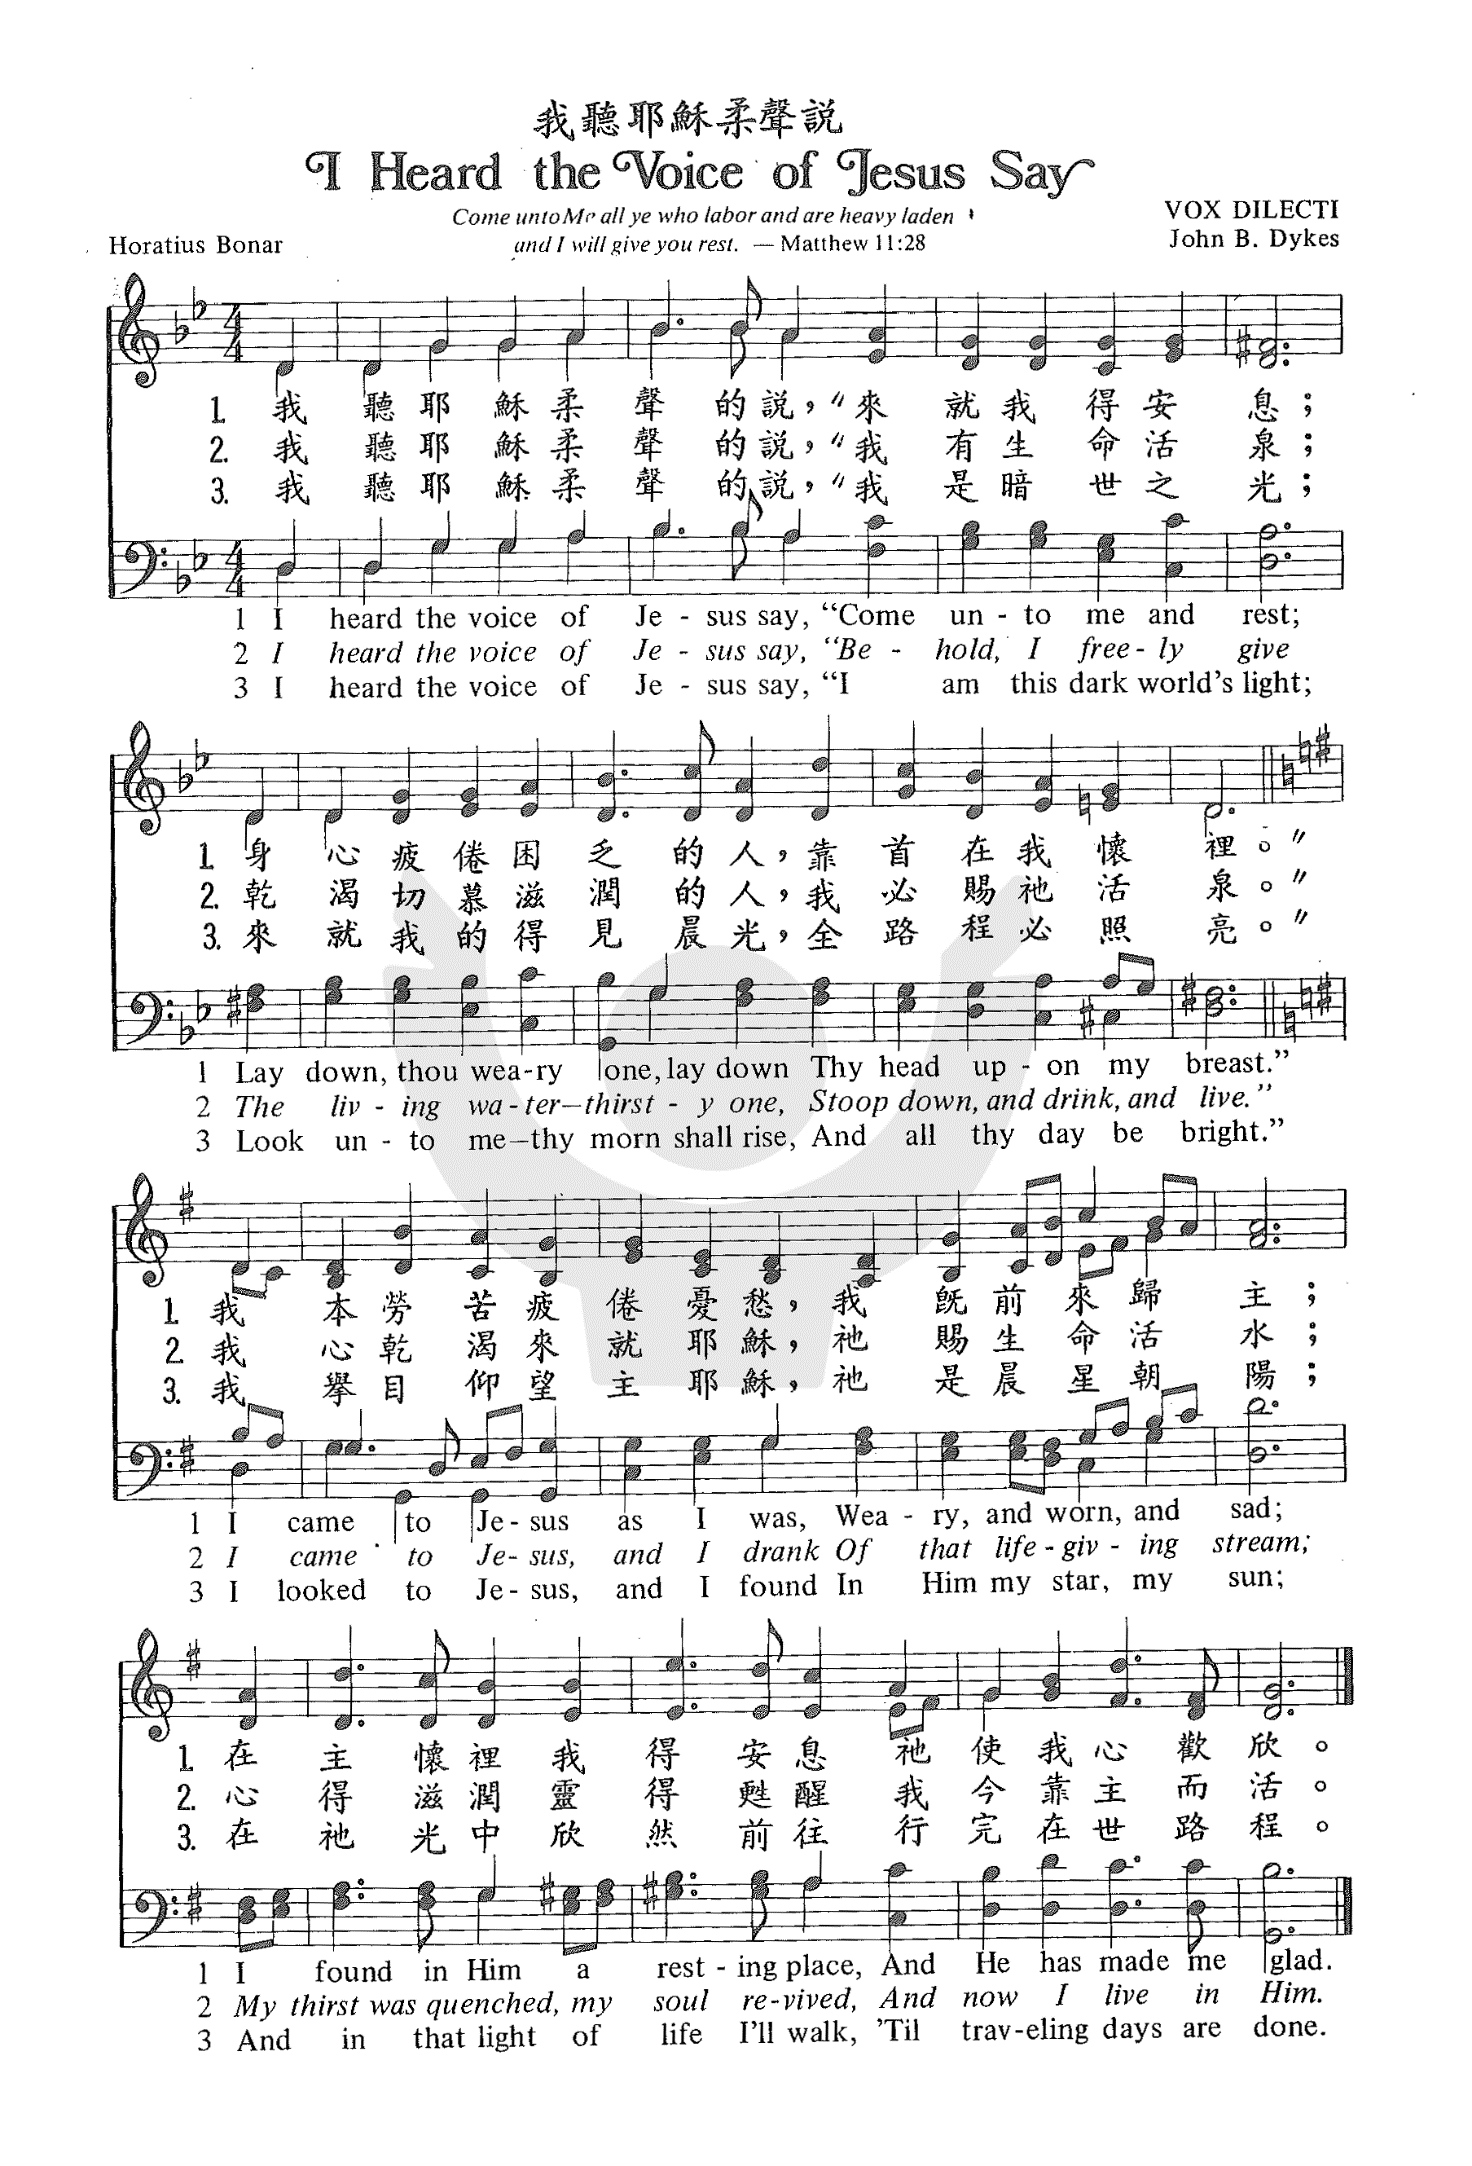 我聽耶穌柔聲説
I Heard the Voice of Jesus Say
Come unto Me all ye who labor and are heavy laden
and I will give you rest. — Matthew 11:28
Horatius Bonar
VOX DILECTI
John B. Dykes
1. 我 聽 耶 穌 柔 聲 的 說，“來 就 我 得 安 息；
2. 我 聽 耶 穌 柔 聲 的 說，“我 有 生 命 活 泉；
3. 我 聽 耶 穌 柔 聲 的 說，“我 是 暗 世 之 光；
1 I heard the voice of Je - sus say, “Come un - to me and rest;
2 I heard the voice of Je - sus say, “Be - hold, I free - ly give
3 I heard the voice of Je - sus say, “I am this dark world's light;
1. 身 心 疲 倦 困 乏 的 人，靠 首 在 我 懷 裡。”
2. 乾 渴 切 慕 滋 潤 的 人，我 必 賜 祂 活 泉。”
3. 來 就 我 的 得 見 晨 光，全 路 程 必 照 亮。”
1 Lay down, thou wea-ry one, lay down Thy head up - on my breast.”
2 The liv - ing wa - ter—thirst - y one, Stoop down, and drink, and live.”
3 Look un - to me—thy morn shall rise, And all thy day be bright.”
1. 我 本 勞 苦 疲 倦 憂 愁，我 旣 前 來 歸 主；
2. 我 心 乾 渴 來 就 耶 穌，祂 賜 生 命 活 水；
3. 我 舉 目 仰 望 主 耶 穌，祂 是 晨 星 朝 陽；
1 I came to Je - sus as I was, Wea - ry, and worn, and sad;
2 I came to Je - sus, and I drank Of that life - giv - ing stream;
3 I looked to Je - sus, and I found In Him my star, my sun;
1. 在 主 懷 裡 我 得 安 息 祂 使 我 心 歡 欣。
2. 心 得 滋 潤 靈 得 甦 醒 我 今 靠 主 而 活。
3. 在 祂 光 中 欣 然 前 往 行 完 在 世 路 程。
1 I found in Him a rest - ing place, And He has made me glad.
2 My thirst was quenched, my soul re-vived, And now I live in Him.
3 And in that light of life I'll walk, 'Til trav-eling days are done.